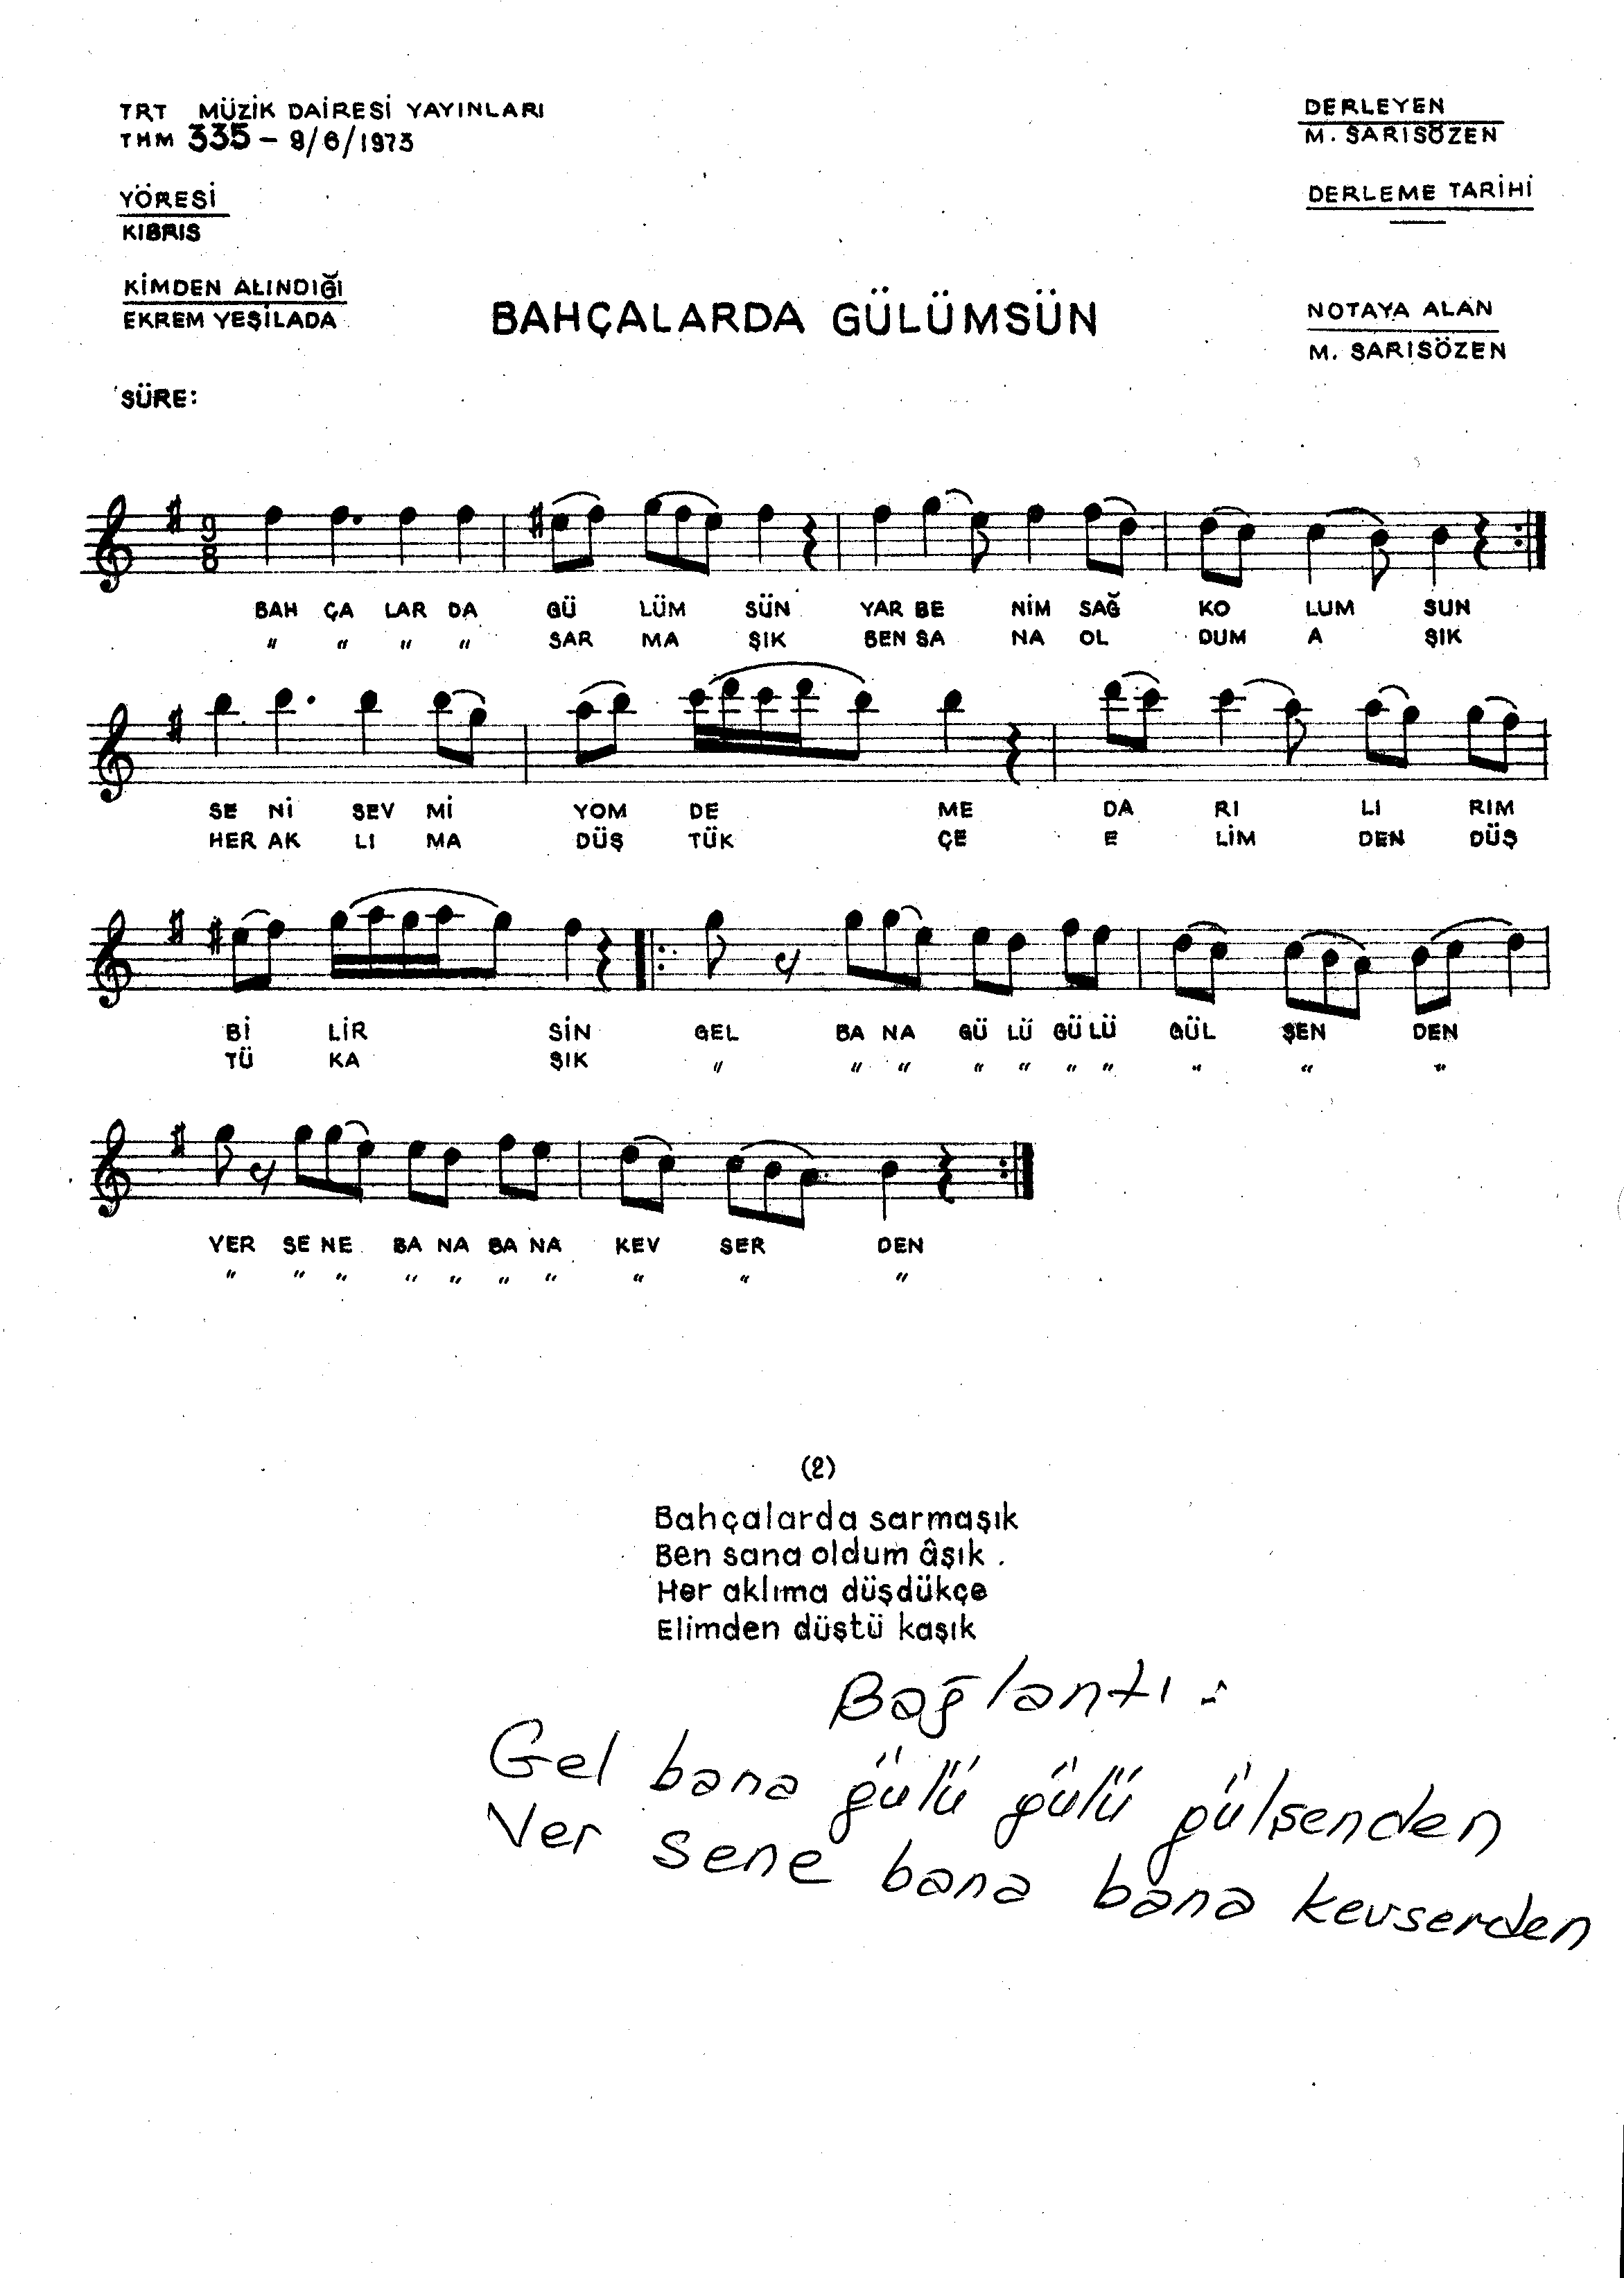 TRT MÜZİK DAİRESİ YAYINLARI
THM 335 – 9/6/1973
DERLEYEN
M. SARISÖZEN
YÖRESİ
KIBRIS
DERLEME TARİHİ
KİMDEN ALINDIĞI
EKREM YEŞİLADA
BAHÇALARDA GÜLÜMSÜN
NOTAYA ALAN
M. SARISÖZEN
SÜRE:
9
8
BAH ÇA LAR DA GÜ LÜM SÜN YAR BE NİM SAĞ KO LUM SUN
" " " " SAR MA ŞIK BEN SA NA OL DUM A ŞIK
SE Nİ SEV Mİ YOM DE ME DA RI LI RIM
HER AK LI MA DÜŞ TÜK ÇE E LİM DEN DÜŞ
Bİ LİR SİN GEL BA NA GÜ LÜ GÜ LÜ GÜL ŞEN DEN
TÜ KA ŞIK " " " " " " " " " "
VER SE NE BA NA BA NA KEV SER DEN
" " " " " " " " " "
(2)
Bahçalarda sarmaşık
Ben sana oldum âşık .
Her aklıma düşdükçe
Elimden düştü kaşık
Bağlantı :
Gel bana gülü gülü gülşenden
Ver sene bana bana kevserden